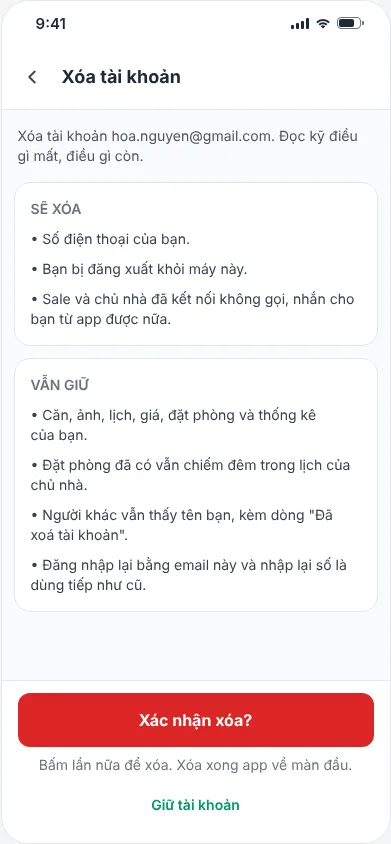 9:41
Xóa tài khoản
Xóa tài khoản hoa.nguyen@gmail.com. Đọc kỹ điều
gì mất, điều gì còn.
SẼ XÓA
• Số điện thoại của bạn.
• Bạn bị đăng xuất khỏi máy này.
• Sale và chủ nhà đã kết nối không gọi, nhắn cho
bạn từ app được nữa.
VẪN GIỮ
• Căn, ảnh, lịch, giá, đặt phòng và thống kê
của bạn.
• Đặt phòng đã có vẫn chiếm đêm trong lịch của
chủ nhà.
• Người khác vẫn thấy tên bạn, kèm dòng "Đã
xoá tài khoản".
• Đăng nhập lại bằng email này và nhập lại số là
dùng tiếp như cũ.
Xác nhận xóa?
Bấm lần nữa để xóa. Xóa xong app về màn đầu.
Giữ tài khoản